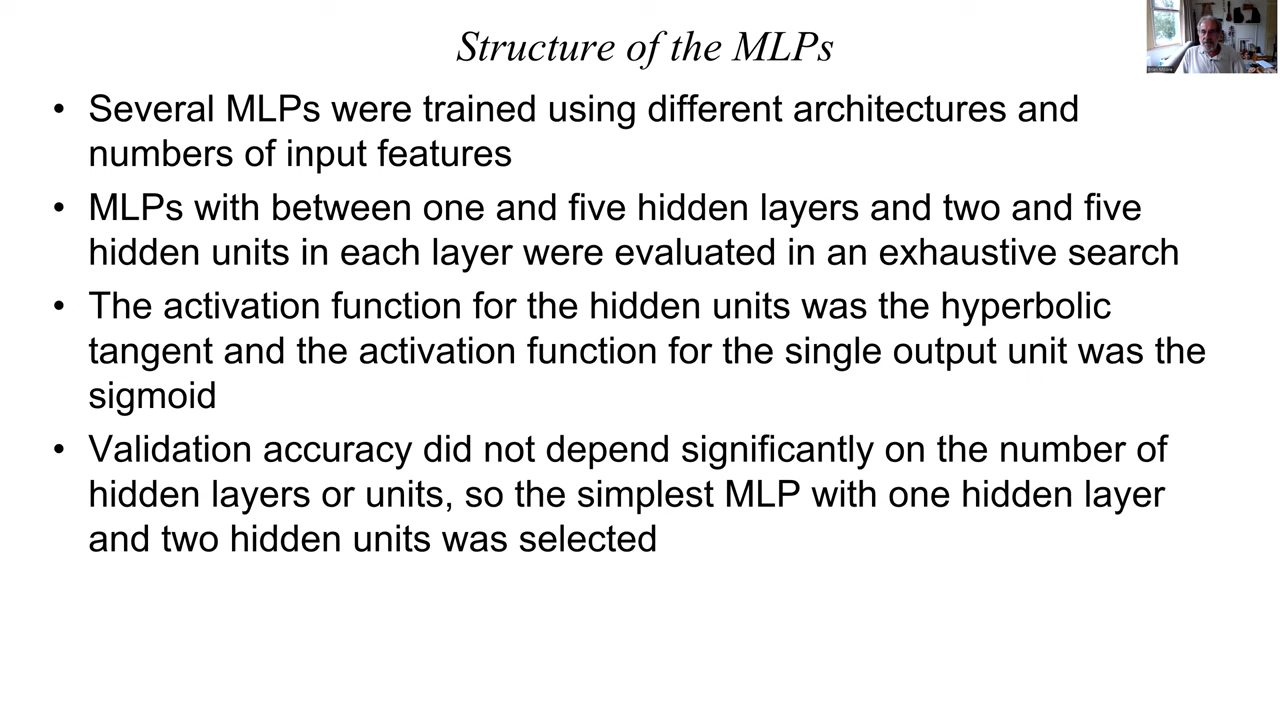 Structure of the MLPs
• Several MLPs were trained using different architectures and
numbers of input features
• MLPs with between one and five hidden layers and two and five
hidden units in each layer were evaluated in an exhaustive search
• The activation function for the hidden units was the hyperbolic
tangent and the activation function for the single output unit was the
sigmoid
• Validation accuracy did not depend significantly on the number of
hidden layers or units, so the simplest MLP with one hidden layer
and two hidden units was selected